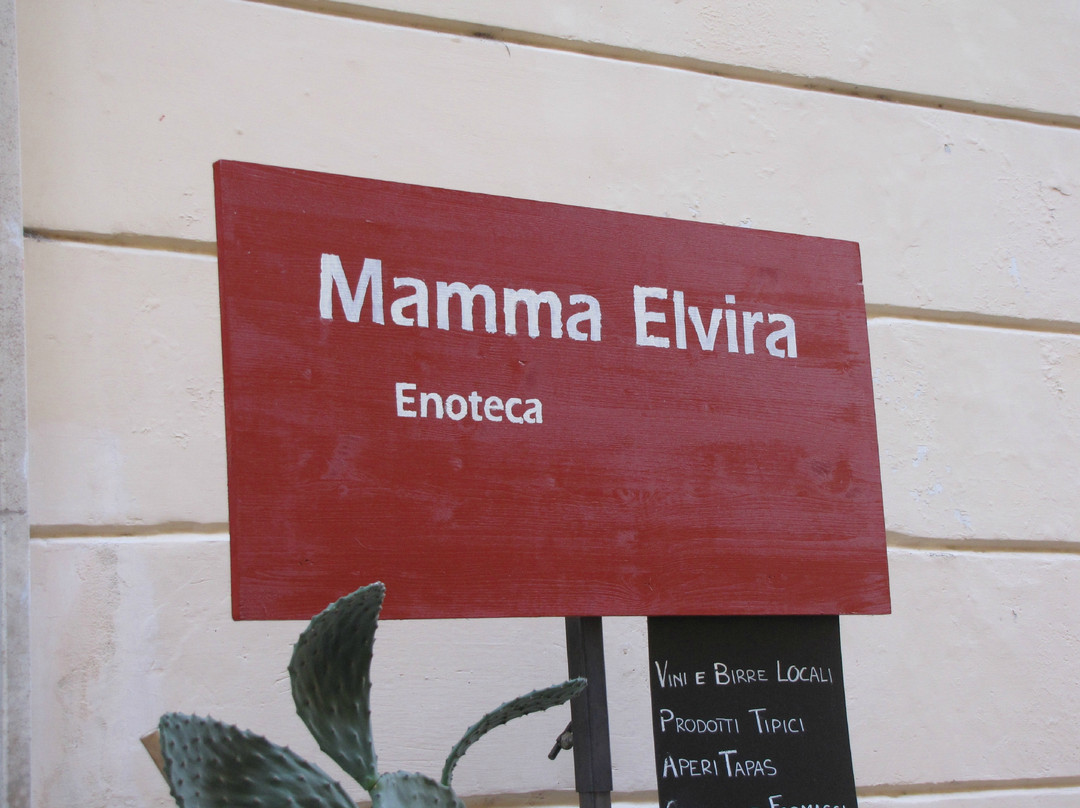 Mamma Elvira
Enoteca
VINI E BIRRE LOCALI
PRODOTTI TIPICI
APERITAPAS